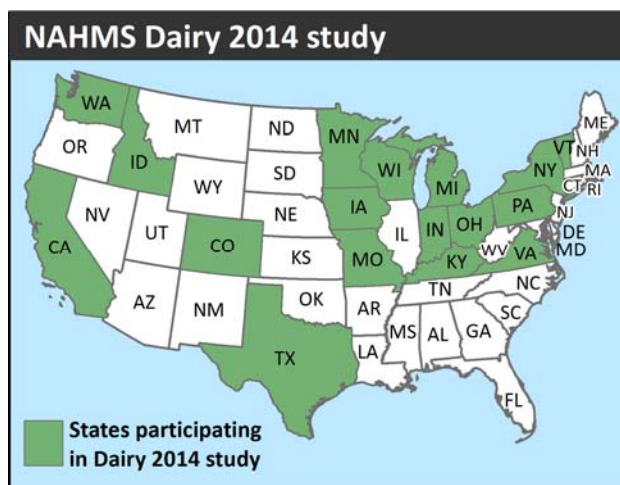 NAHMS Dairy 2014 study
WA
MT
ND
MN
ME
OR
ID
SD
WI
VT
NH
NY
MA
WY
MI
CT
RI
IA
PA
NE
NJ
NV
IL
IN
OH
DE
UT
CO
WV
MD
CA
KS
MO
KY
VA
NC
TN
OK
AZ
NM
AR
SC
MS
AL
GA
TX
LA
FL
States participating
in Dairy 2014 study